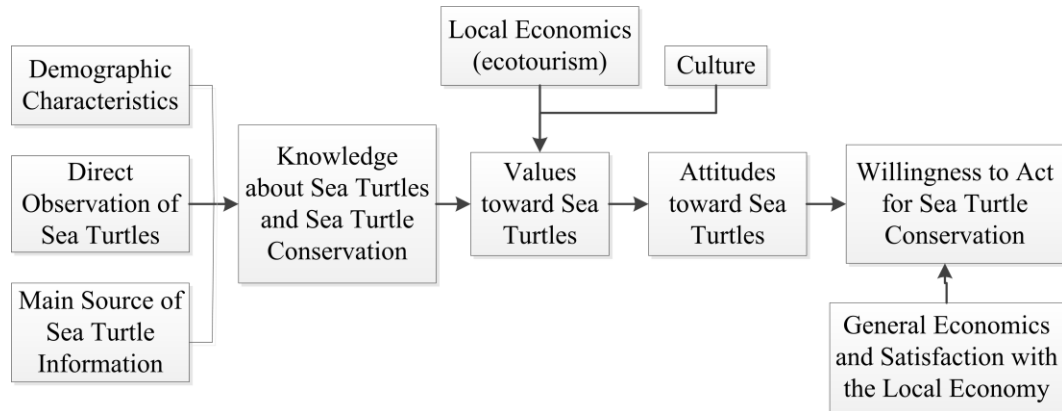 Demographic
Characteristics
Direct
Observation of
Sea Turtles
Main Source of
Sea Turtle
Information
Knowledge
about Sea Turtles
and Sea Turtle
Conservation
Local Economics
(ecotourism)
Culture
Values
toward Sea
Turtles
Attitudes
toward Sea
Turtles
Willingness to Act
for Sea Turtle
Conservation
General Economics
and Satisfaction with
the Local Economy